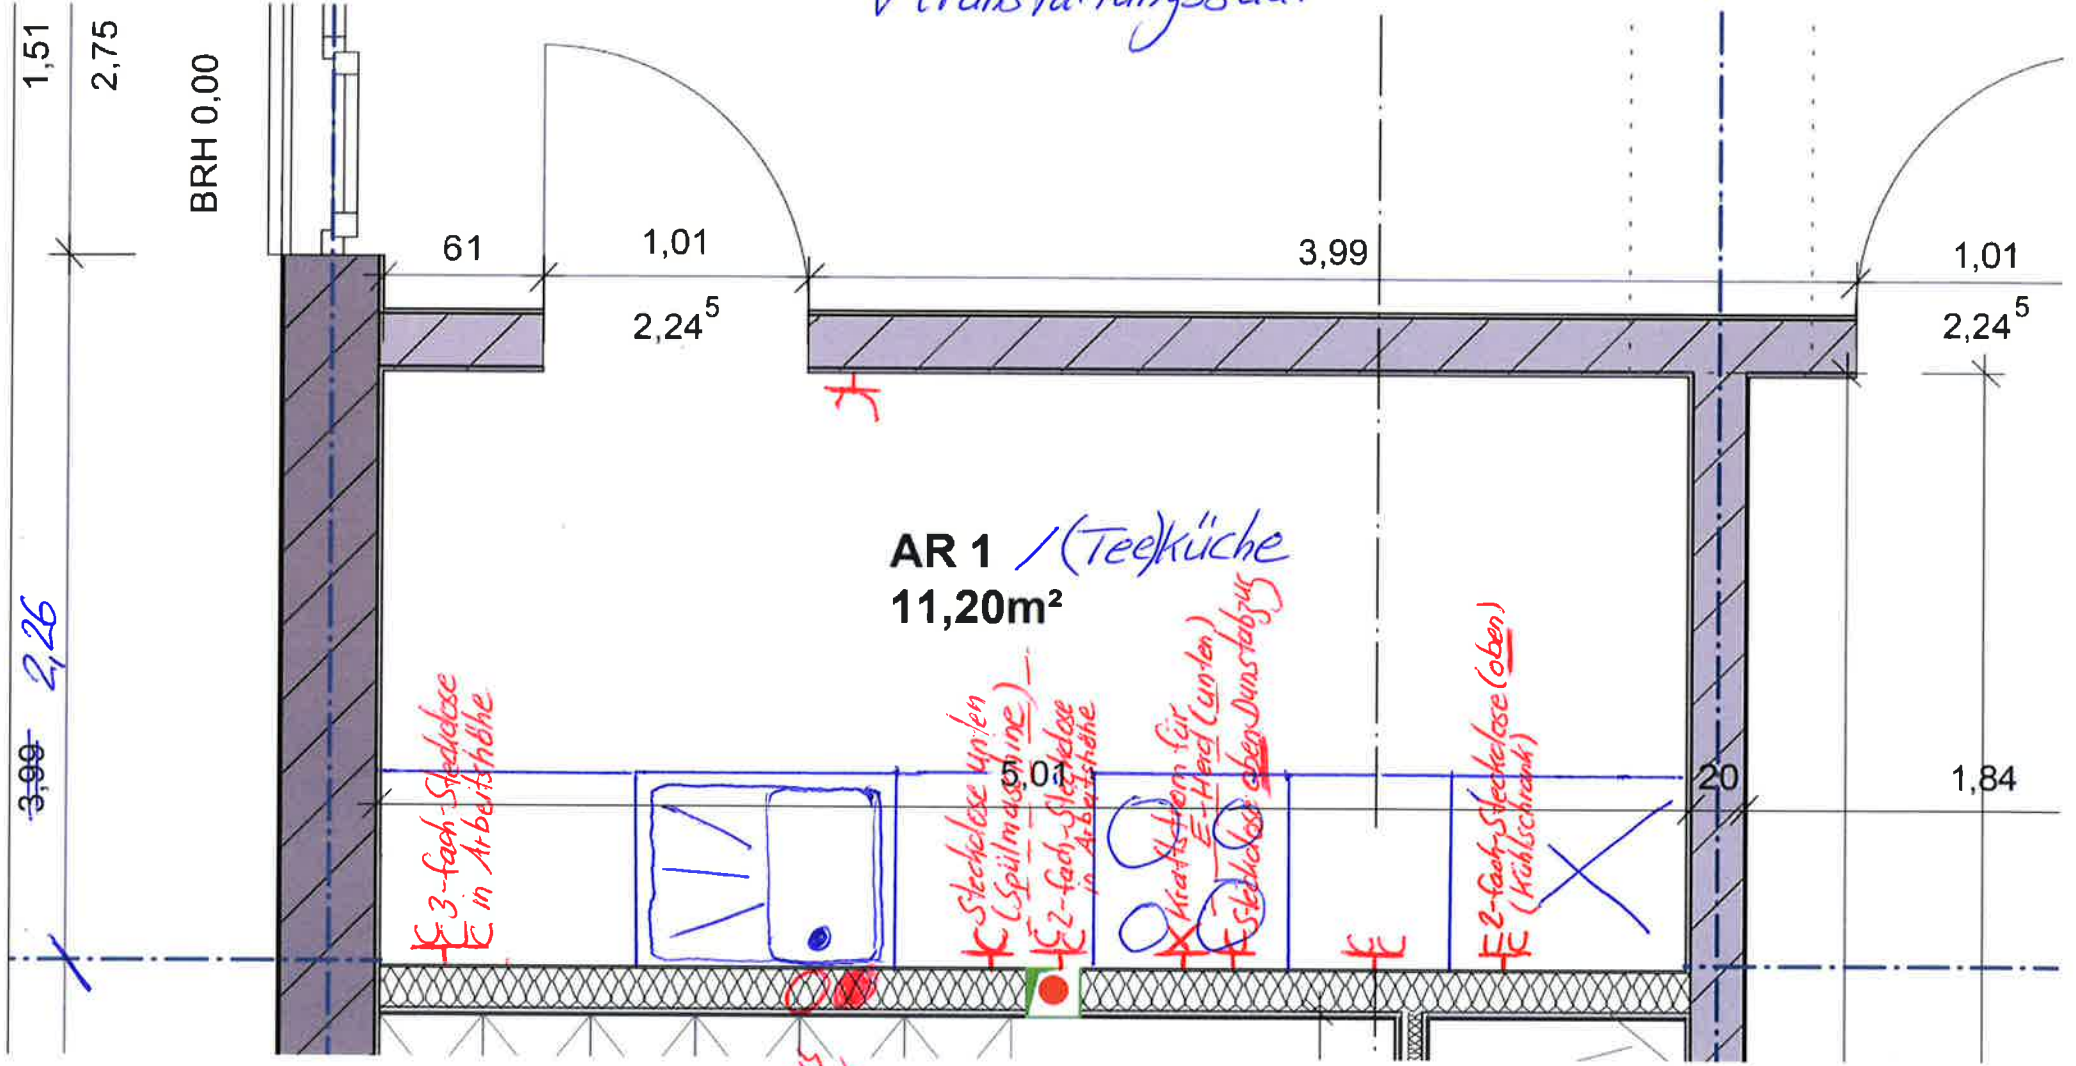 1,51
2,75
BRH 0,00
61
1,01
3,99
1,01
2,24⁵
2,24⁵
AR 1 /(Tee)küche
11,20m²
2,26
3,99
3-fach-Steckdose
in Arbeitshöhe
Steckdose unten
(Spülmaschine)
2-fach-Steckdose
in Arbeitshöhe
Kraftstrom für
E-Herd (unten)
Steckdose oben Dunstabzug
2-fach-Steckdose (oben)
(Kühlschrank)
5,01
20
1,84